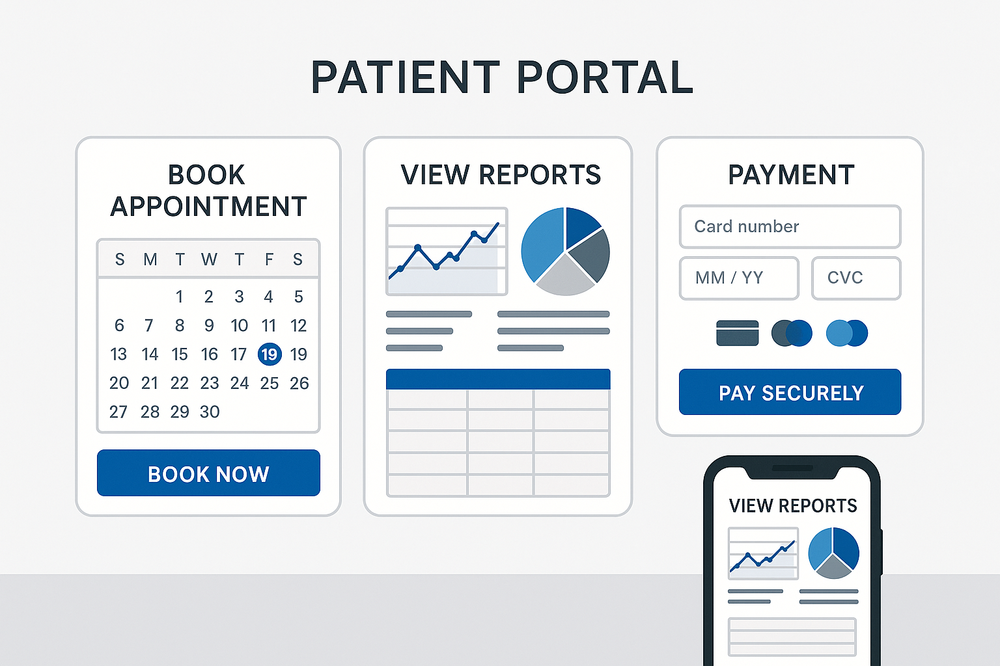 PATIENT PORTAL
BOOK
APPOINTMENT
S M T W T F S
1 2 3 4 5
6 7 8 9 10 11 12
13 14 15 16 17 19 19
20 21 22 23 24 25 26
27 28 29 30
BOOK NOW
VIEW REPORTS
PAYMENT
Card number
MM / YY CVC
PAY SECURELY
VIEW REPORTS